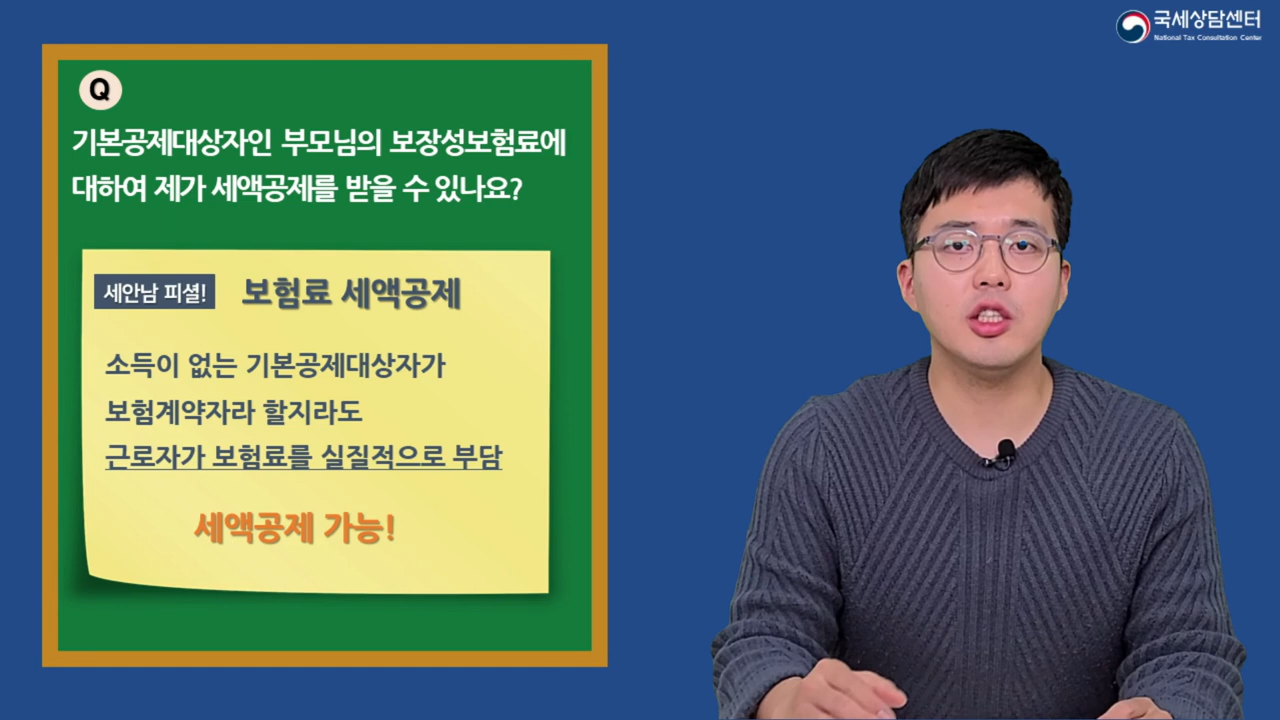 국세상담센터
National Tax Consultation Center
Q
기본공제대상자인 부모님의 보장성보험료에
대하여 제가 세액공제를 받을 수 있나요?
세안남 피셜!
보험료 세액공제
소득이 없는 기본공제대상자가
보험계약자라 할지라도
근로자가 보험료를 실질적으로 부담
세액공제 가능!